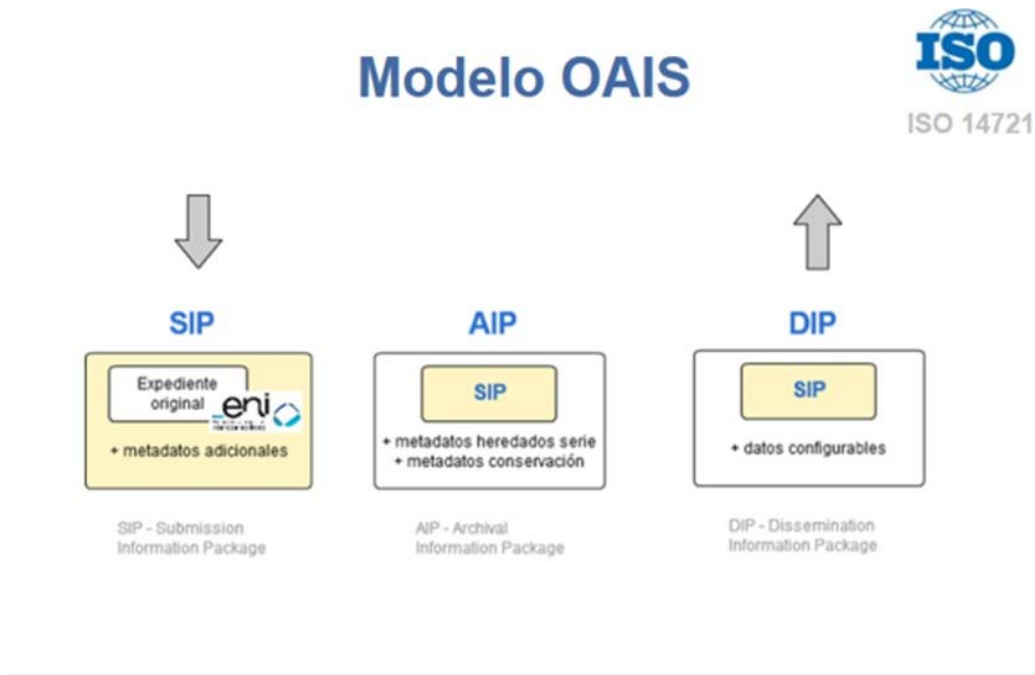 Modelo OAIS
ISO
ISO 14721
SIP
Expediente
original
eni
+ metadatos adicionales
SIP - Submission
Information Package
AIP
SIP
+ metadatos heredados serie
+ metadatos conservación
AIP - Archival
Information Package
DIP
SIP
+ datos configurables
DIP - Dissemination
Information Package